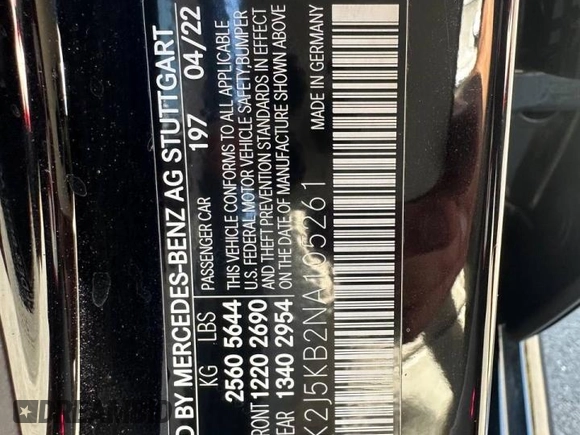 D BY MERCEDES-BENZ AG STUTTGART
197 04/22
KG LBS PASSENGER CAR
2560 5644 THIS VEHICLE CONFORMS TO ALL APPLICABLE
U.S. FEDERAL MOTOR VEHICLE SAFETY, BUMPER
FRONT 1220 2690 AND THEFT PREVENTION STANDARDS IN EFFECT
EAR 1340 2954 ON THE DATE OF MANUFACTURE SHOWN ABOVE
MADE IN GERMANY
K2J5KB2NA105261